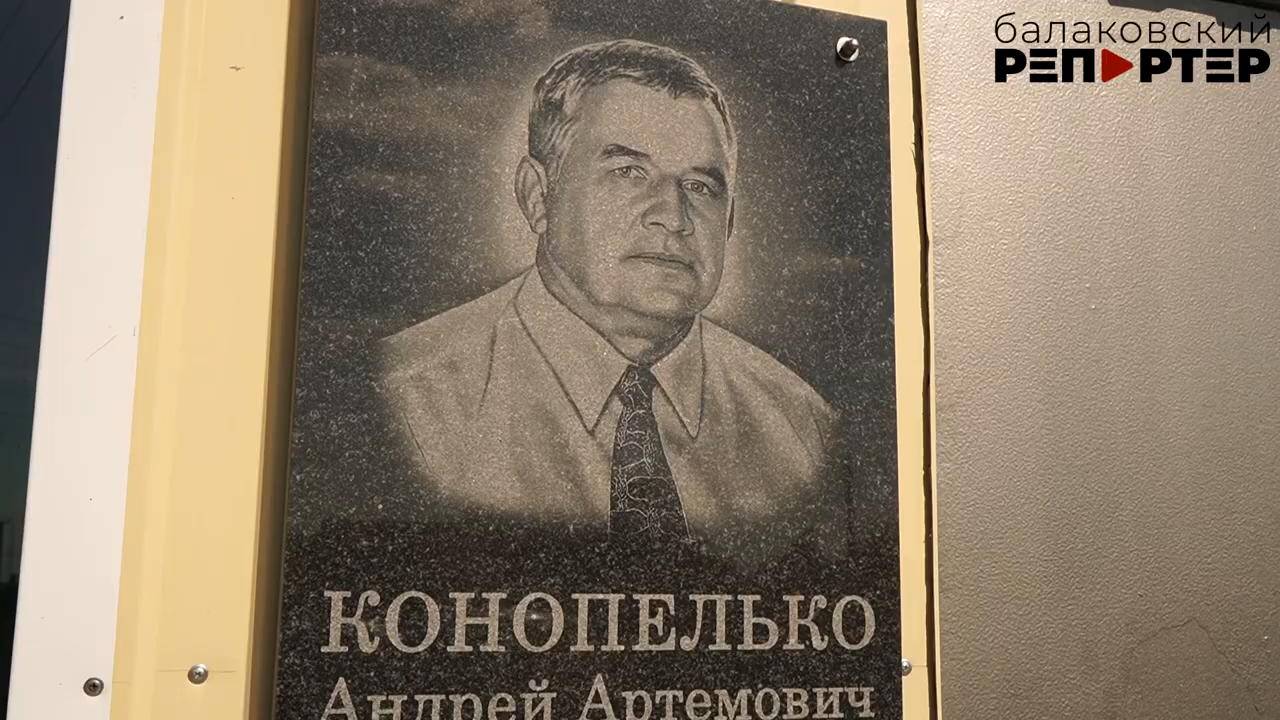 балаковский
РЕПОРТЕР
КОНОПЕЛЬКО
Андрей Артемович